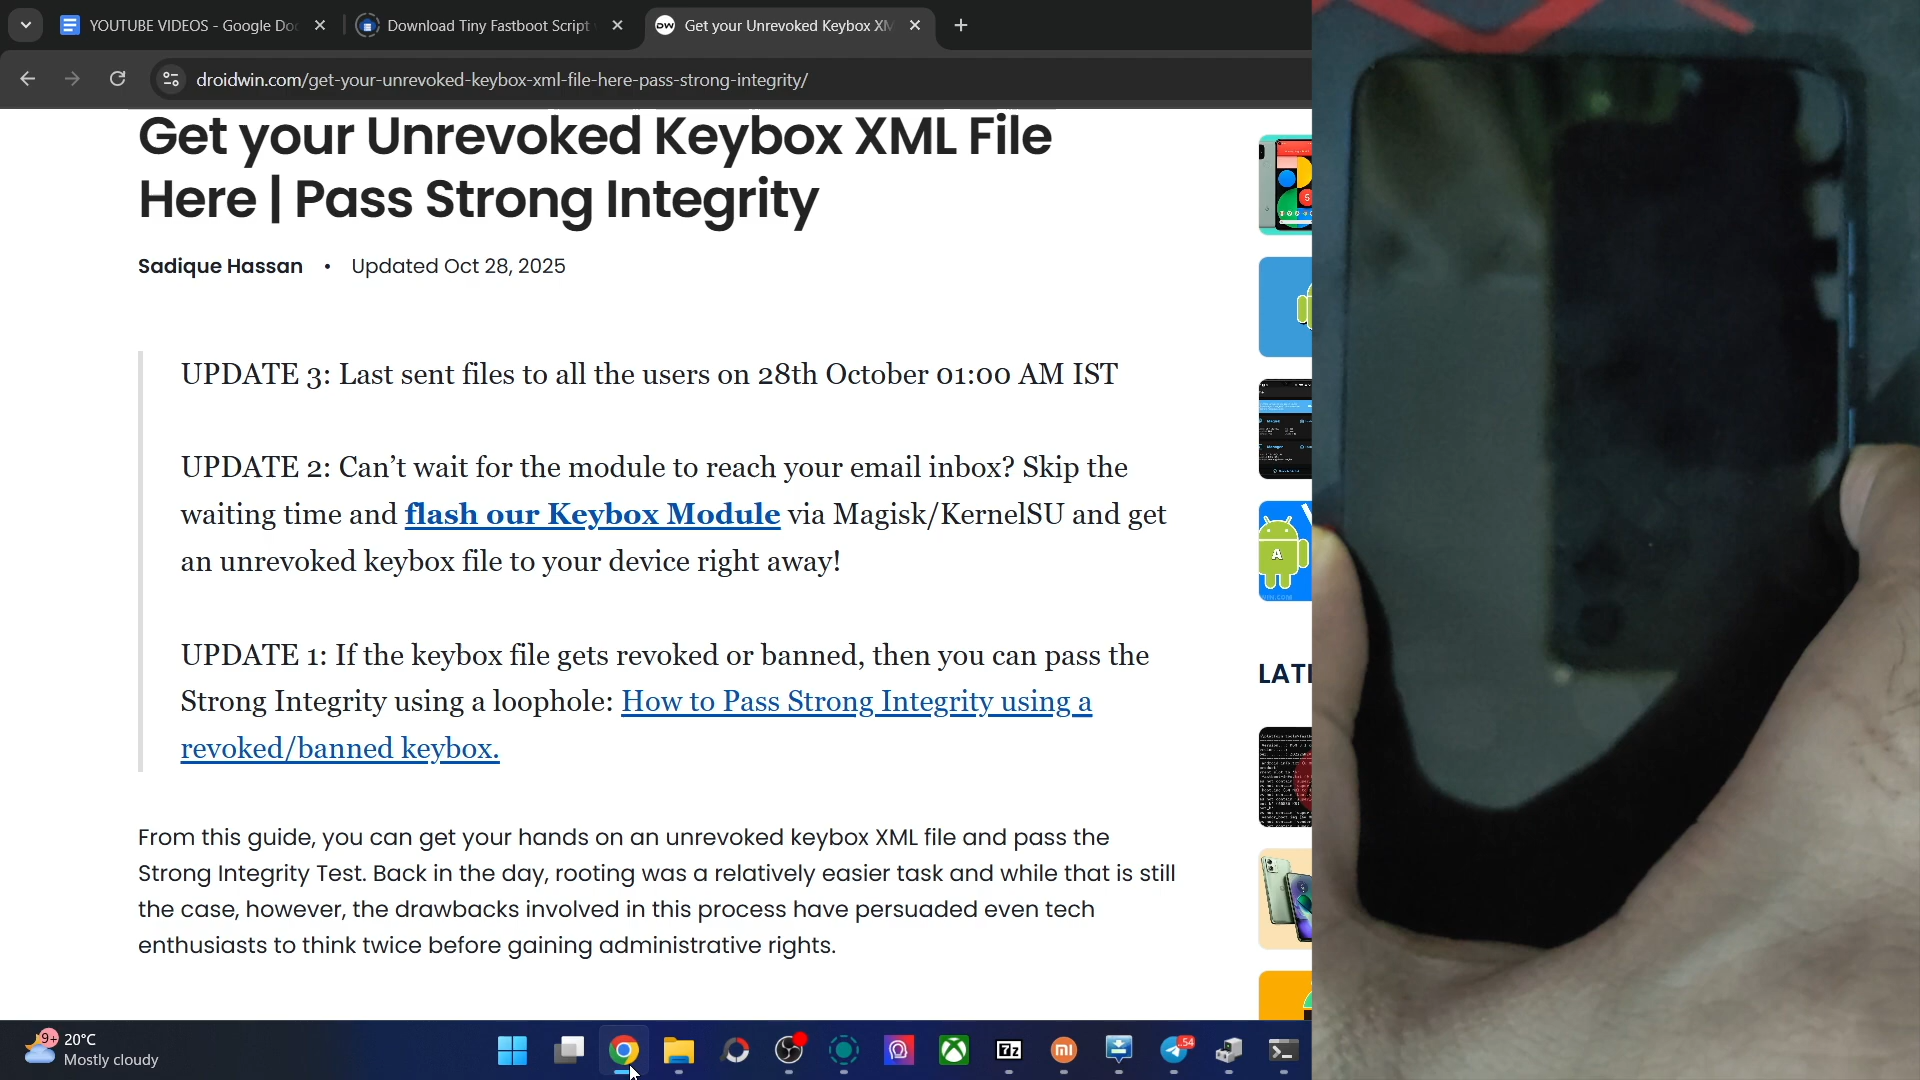 YOUTUBE VIDEOS - Google Do
Download Tiny Fastboot Script
Get your Unrevoked Keybox XM
droidwin.com/get-your-unrevoked-keybox-xml-file-here-pass-strong-integrity/
Get your Unrevoked Keybox XML File
Here | Pass Strong Integrity
Sadique Hassan • Updated Oct 28, 2025
UPDATE 3: Last sent files to all the users on 28th October 01:00 AM IST
UPDATE 2: Can’t wait for the module to reach your email inbox? Skip the
waiting time and flash our Keybox Module via Magisk/KernelSU and get
an unrevoked keybox file to your device right away!
UPDATE 1: If the keybox file gets revoked or banned, then you can pass the
Strong Integrity using a loophole: How to Pass Strong Integrity using a
revoked/banned keybox.
From this guide, you can get your hands on an unrevoked keybox XML file and pass the
Strong Integrity Test. Back in the day, rooting was a relatively easier task and while that is still
the case, however, the drawbacks involved in this process have persuaded even tech
enthusiasts to think twice before gaining administrative rights.
A
LATE
9+
20°C
Mostly cloudy
7z
mi
..54